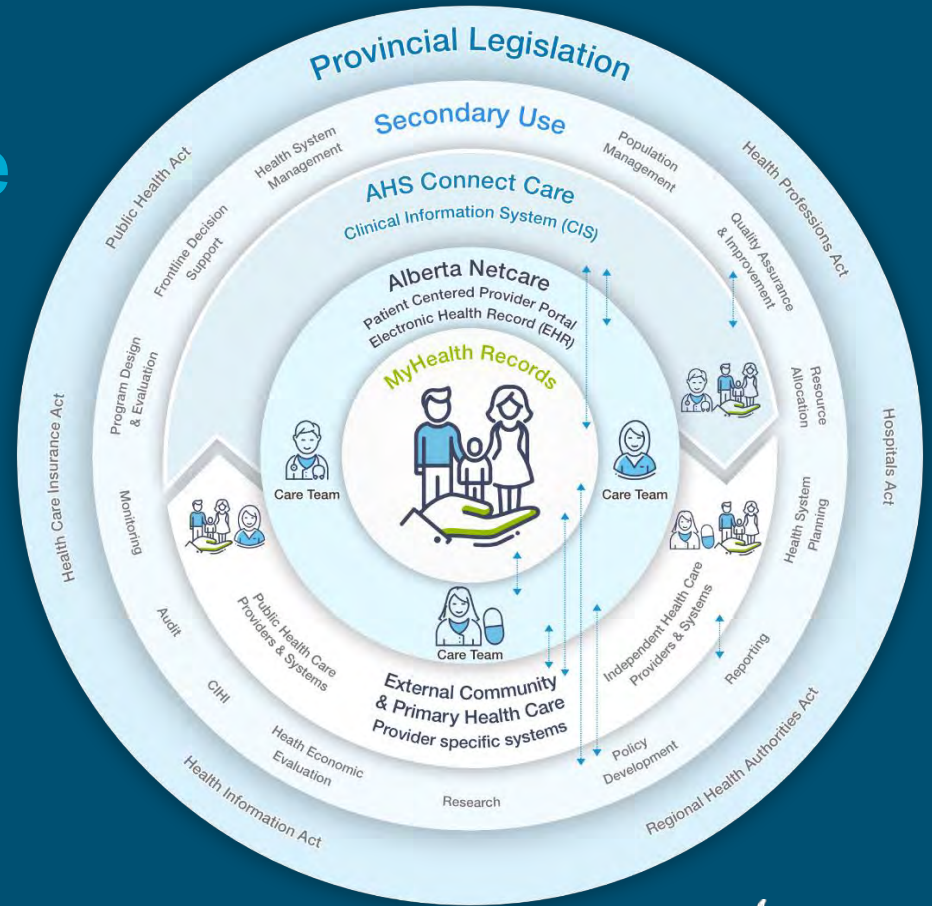 e
Provincial Legislation
Public Health Act
Health Professions Act
Health Care Insurance Act
Hospitals Act
Health Information Act
Regional Health Authorities Act
Secondary Use
Health System
Management
Population
Management
Frontline Decision
Support
Quality Assurance
& Improvement
Program Design
& Evaluation
Resource
Allocation
Monitoring
Health System
Planning
Audit
Reporting
CIHI
Heath Economic
Evaluation
Research
Policy
Development
AHS Connect Care
Clinical Information System (CIS)
Alberta Netcare
Patient Centered Provider Portal
Electronic Health Record (EHR)
MyHealth Records
Care Team
Care Team
Care Team
Public Health Care
Providers & Systems
Independent Health Care
Providers & Systems
External Community
& Primary Health Care
Provider specific systems